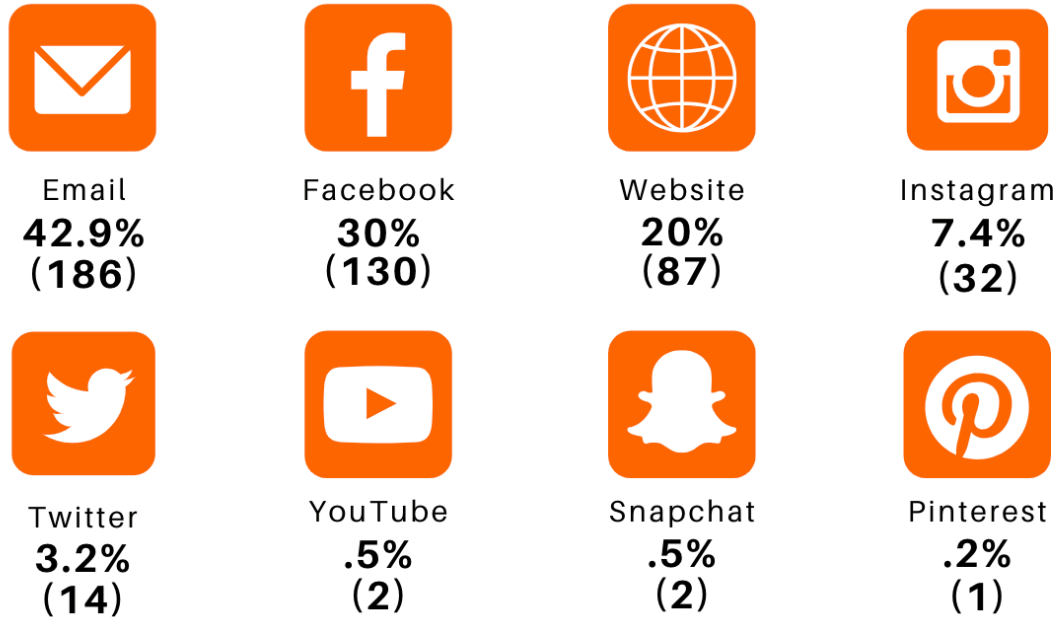 Email
42.9%
(186)
Facebook
30%
(130)
Website
20%
(87)
Instagram
7.4%
(32)
Twitter
3.2%
(14)
YouTube
.5%
(2)
Snapchat
.5%
(2)
Pinterest
.2%
(1)